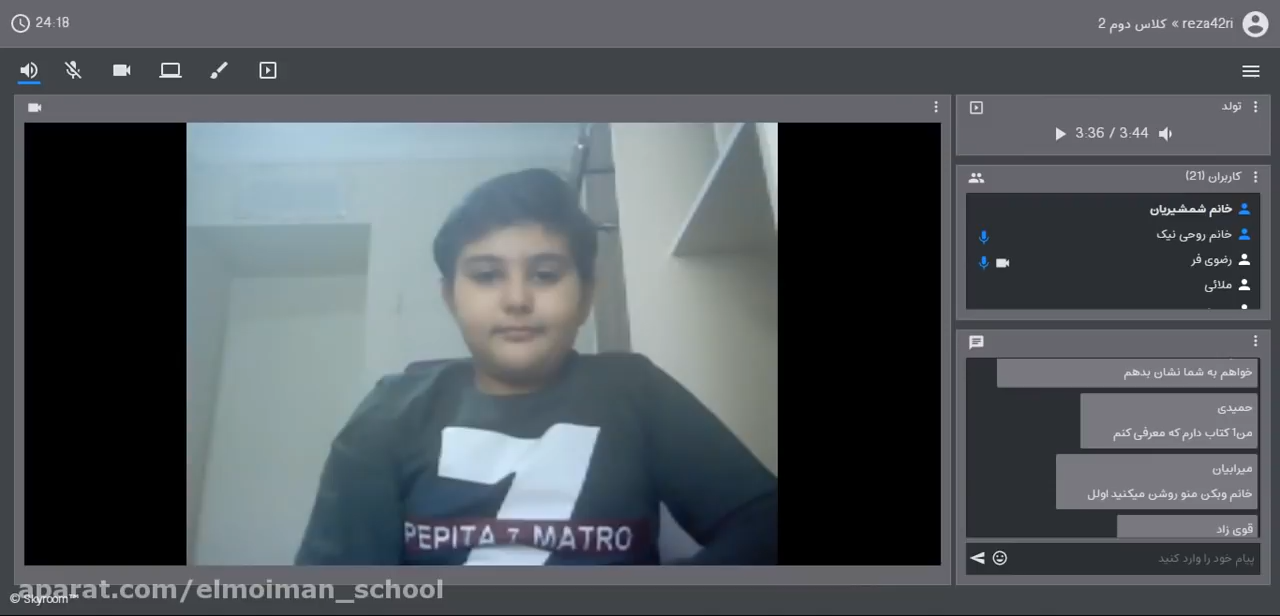 24:18
reza42ri » کلاس دوم 2
تولد
3:36 / 3:44
کاربران (21)
خانم شمشیریان
خانم روحی نیک
رضوی فر
ملائی
خواهم به شما نشان بدهم
حمیدی
من1 کتاب دارم که معرفی کنم
میرابیان
خانم وبکن منو روشن میکنید اولل
قوی زاد
پیام خود را وارد کنید
PEPITA 7 MATRO
aparat.com/elmoiman_school
© Skyroom™